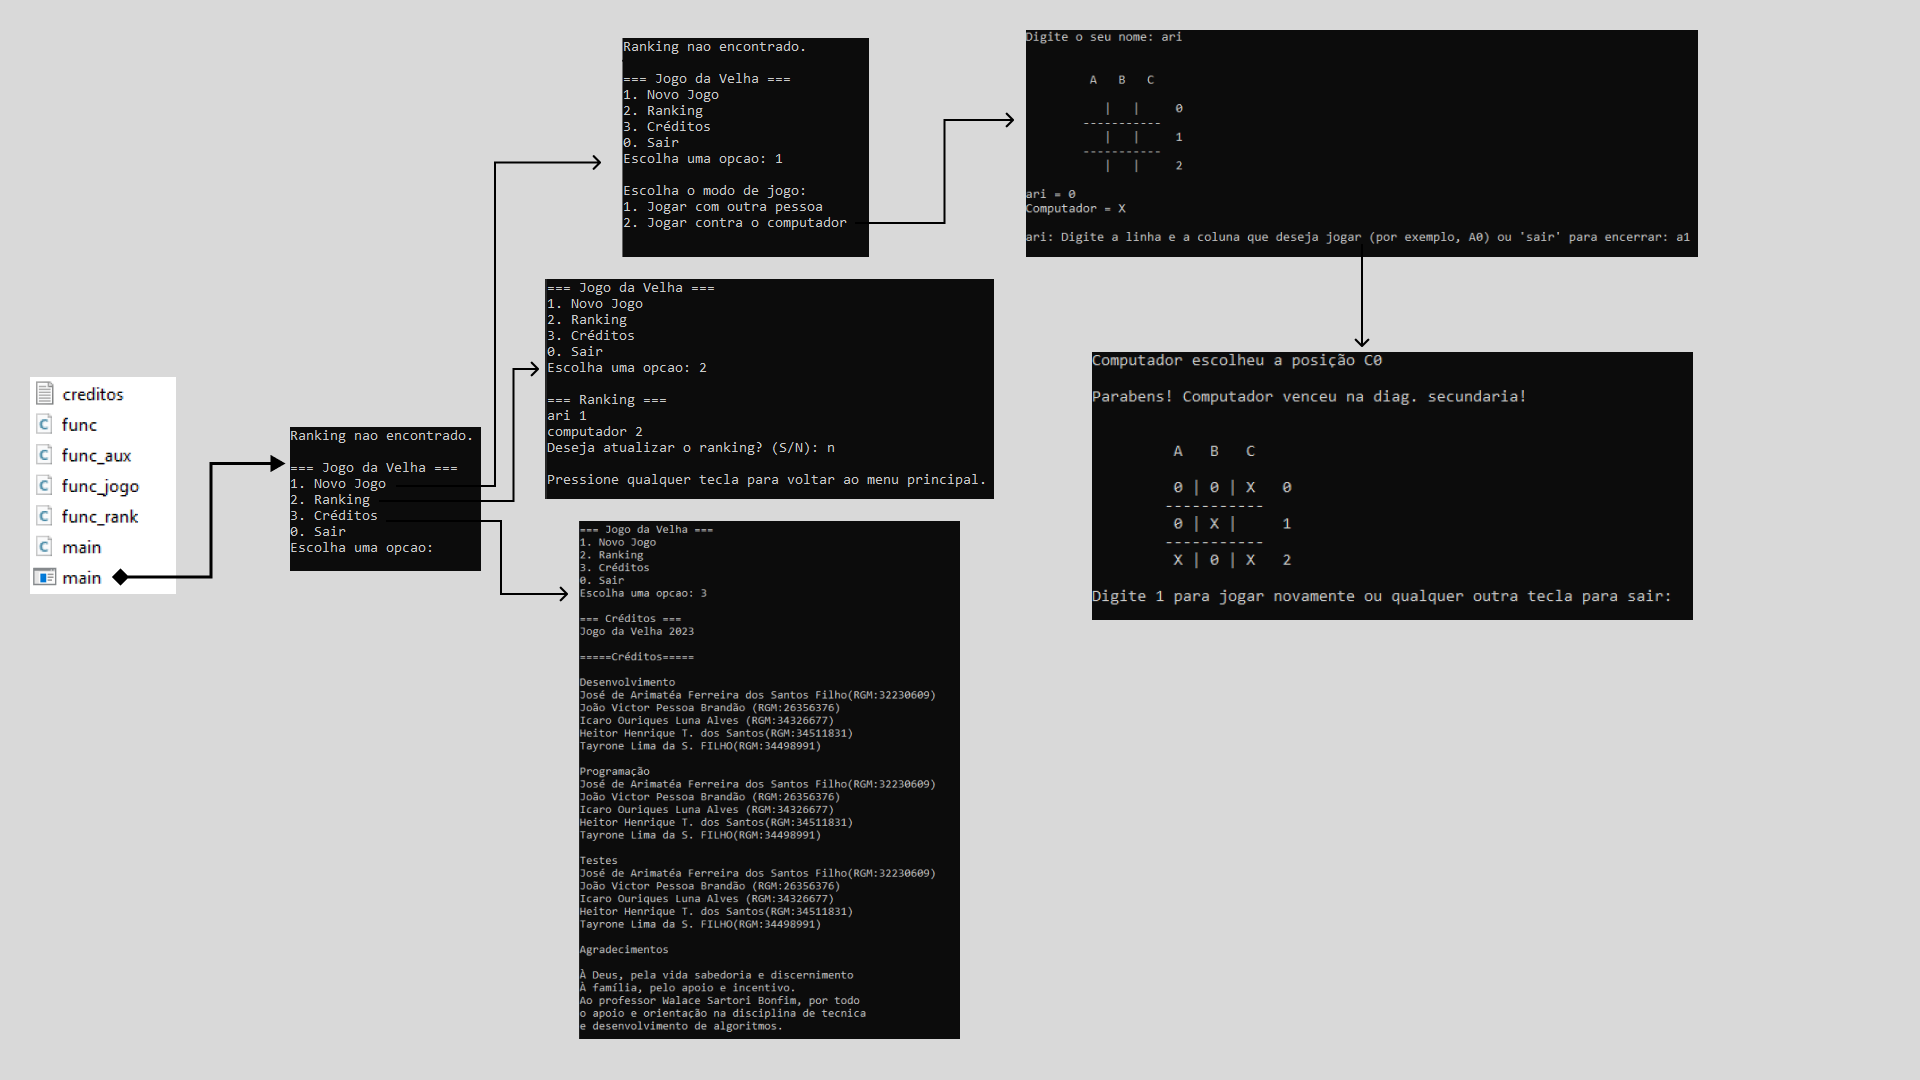 creditos
func
func_aux
func_jogo
func_rank
main
main
Ranking nao encontrado.
=== Jogo da Velha ===
1. Novo Jogo
2. Ranking
3. Créditos
0. Sair
Escolha uma opcao:
Ranking nao encontrado.
=== Jogo da Velha ===
1. Novo Jogo
2. Ranking
3. Créditos
0. Sair
Escolha uma opcao: 1
Escolha o modo de jogo:
1. Jogar com outra pessoa
2. Jogar contra o computador
Digite o seu nome: ari
A B C
| | 0
-----------
| | 1
-----------
| | 2
ari = 0
Computador = X
ari: Digite a linha e a coluna que deseja jogar (por exemplo, A0) ou 'sair' para encerrar: a1
=== Jogo da Velha ===
1. Novo Jogo
2. Ranking
3. Créditos
0. Sair
Escolha uma opcao: 2
=== Ranking ===
ari 1
computador 2
Deseja atualizar o ranking? (S/N): n
Pressione qualquer tecla para voltar ao menu principal.
Computador escolheu a posição C0
Parabens! Computador venceu na diag. secundaria!
A B C
0 | 0 | X 0
-----------
0 | X | 1
-----------
X | 0 | X 2
Digite 1 para jogar novamente ou qualquer outra tecla para sair:
=== Jogo da Velha ===
1. Novo Jogo
2. Ranking
3. Créditos
0. Sair
Escolha uma opcao: 3
=== Créditos ===
Jogo da Velha 2023
=====Créditos=====
Desenvolvimento
José de Arimatéa Ferreira dos Santos Filho(RGM:32230609)
João Victor Pessoa Brandão (RGM:26356376)
Icaro Ouriques Luna Alves (RGM:34326677)
Heitor Henrique T. dos Santos(RGM:34511831)
Tayrone Lima da S. FILHO(RGM:34498991)
Programação
José de Arimatéa Ferreira dos Santos Filho(RGM:32230609)
João Victor Pessoa Brandão (RGM:26356376)
Icaro Ouriques Luna Alves (RGM:34326677)
Heitor Henrique T. dos Santos(RGM:34511831)
Tayrone Lima da S. FILHO(RGM:34498991)
Testes
José de Arimatéa Ferreira dos Santos Filho(RGM:32230609)
João Victor Pessoa Brandão (RGM:26356376)
Icaro Ouriques Luna Alves (RGM:34326677)
Heitor Henrique T. dos Santos(RGM:34511831)
Tayrone Lima da S. FILHO(RGM:34498991)
Agradecimentos
À Deus, pela vida sabedoria e discernimento
À família, pelo apoio e incentivo.
Ao professor Walace Sartori Bonfim, por todo
o apoio e orientação na disciplina de tecnica
e desenvolvimento de algoritmos.